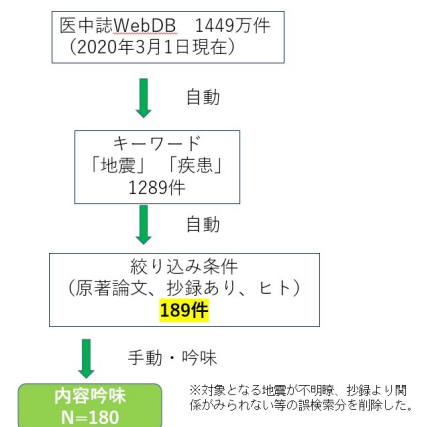 医中誌WebDB　1449万件
（2020年3月1日現在）
自動
キーワード
「地震」「疾患」
1289件
自動
絞り込み条件
（原著論文、抄録あり、ヒト）
189件
手動・吟味
内容吟味
N=180
※対象となる地震が不明瞭、抄録より関
係がみられない等の誤検索分を削除した。